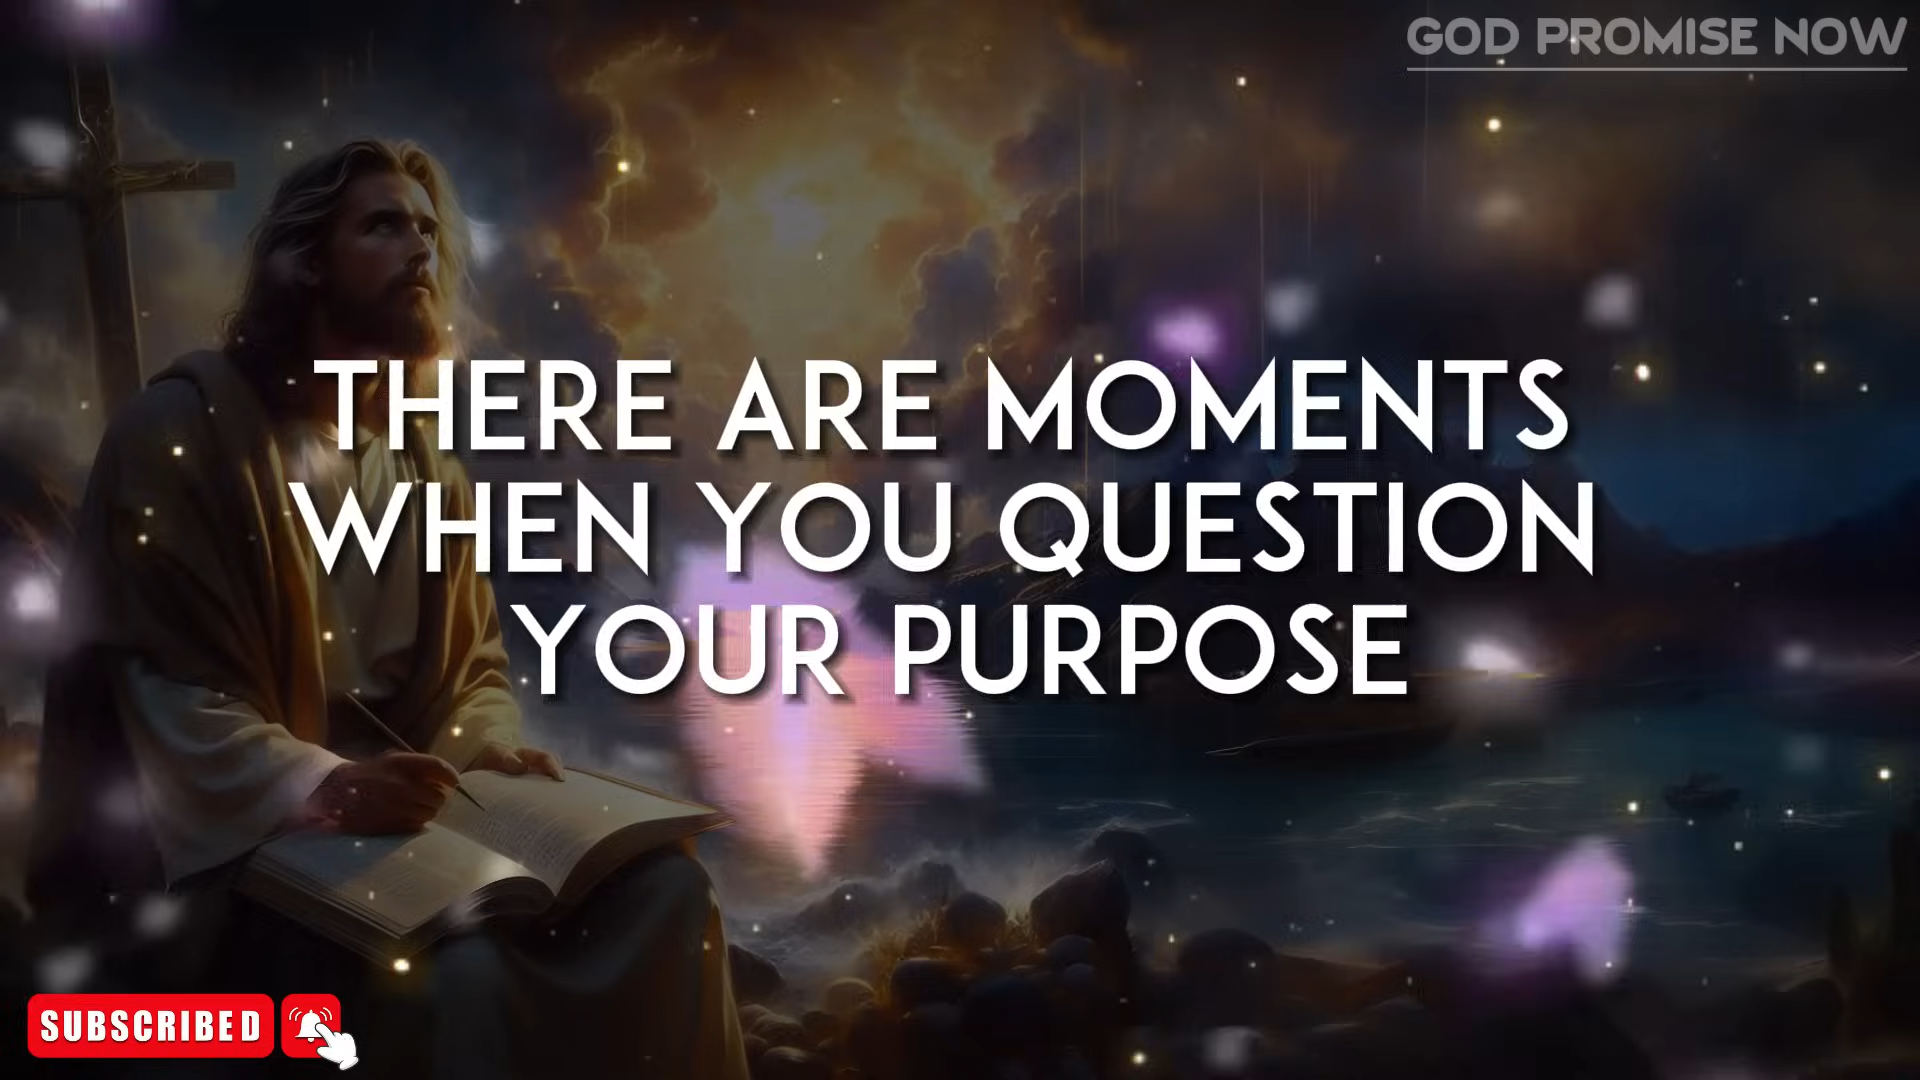 GOD PROMISE NOW
THERE ARE MOMENTS
WHEN YOU QUESTION
YOUR PURPOSE
SUBSCRIBED